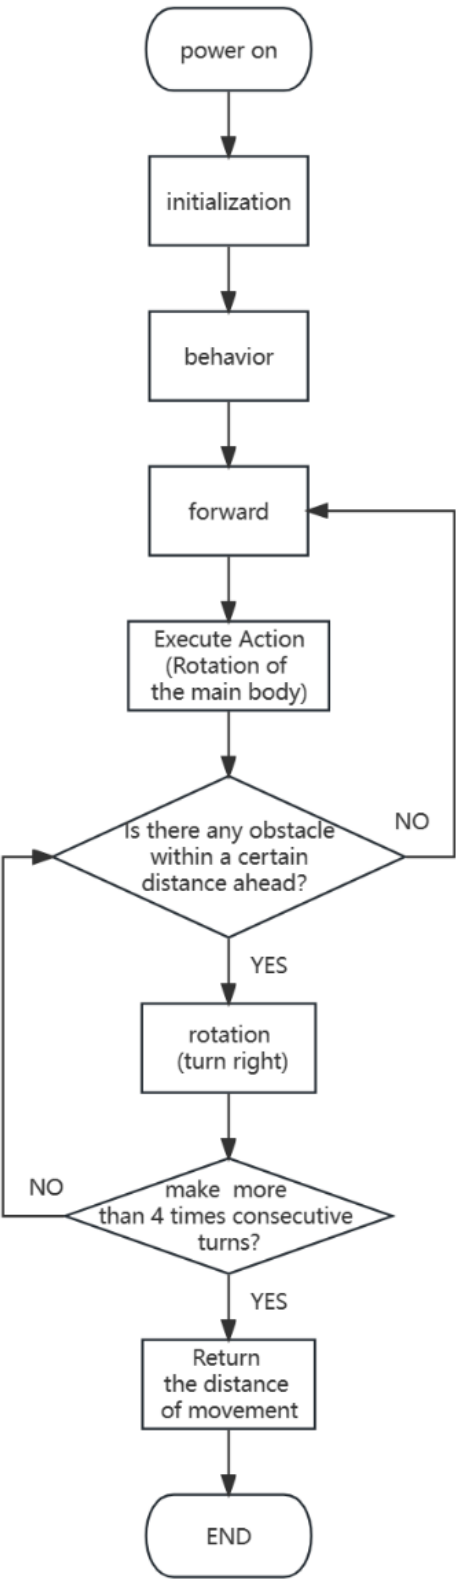 power on
initialization
behavior
forward
Execute Action
(Rotation of
the main body)
Is there any obstacle
within a certain
distance ahead?
NO
YES
rotation
(turn right)
NO
make more
than 4 times consecutive
turns?
YES
Return
the distance
of movement
END